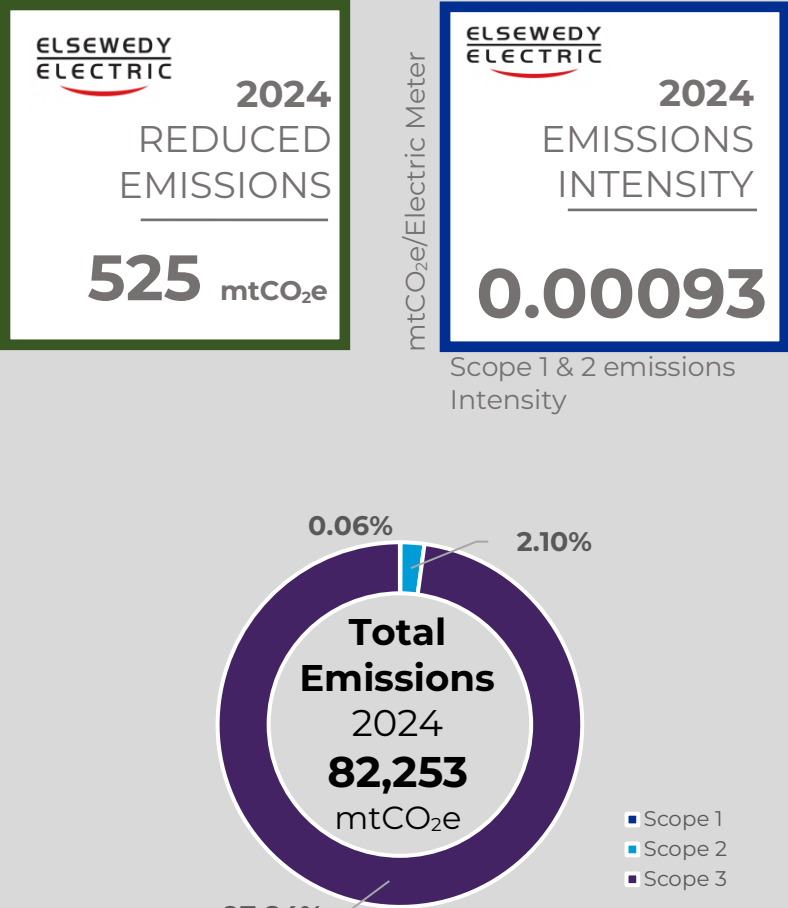 ELSEWEDY
ELECTRIC
2024
REDUCED
EMISSIONS
525 mtCO₂e
mtCO₂e/Electric Meter
ELSEWEDY
ELECTRIC
2024
EMISSIONS
INTENSITY
0.00093
Scope 1 & 2 emissions
Intensity
0.06%
2.10%
Total
Emissions
2024
82,253
mtCO₂e
Scope 1
Scope 2
Scope 3